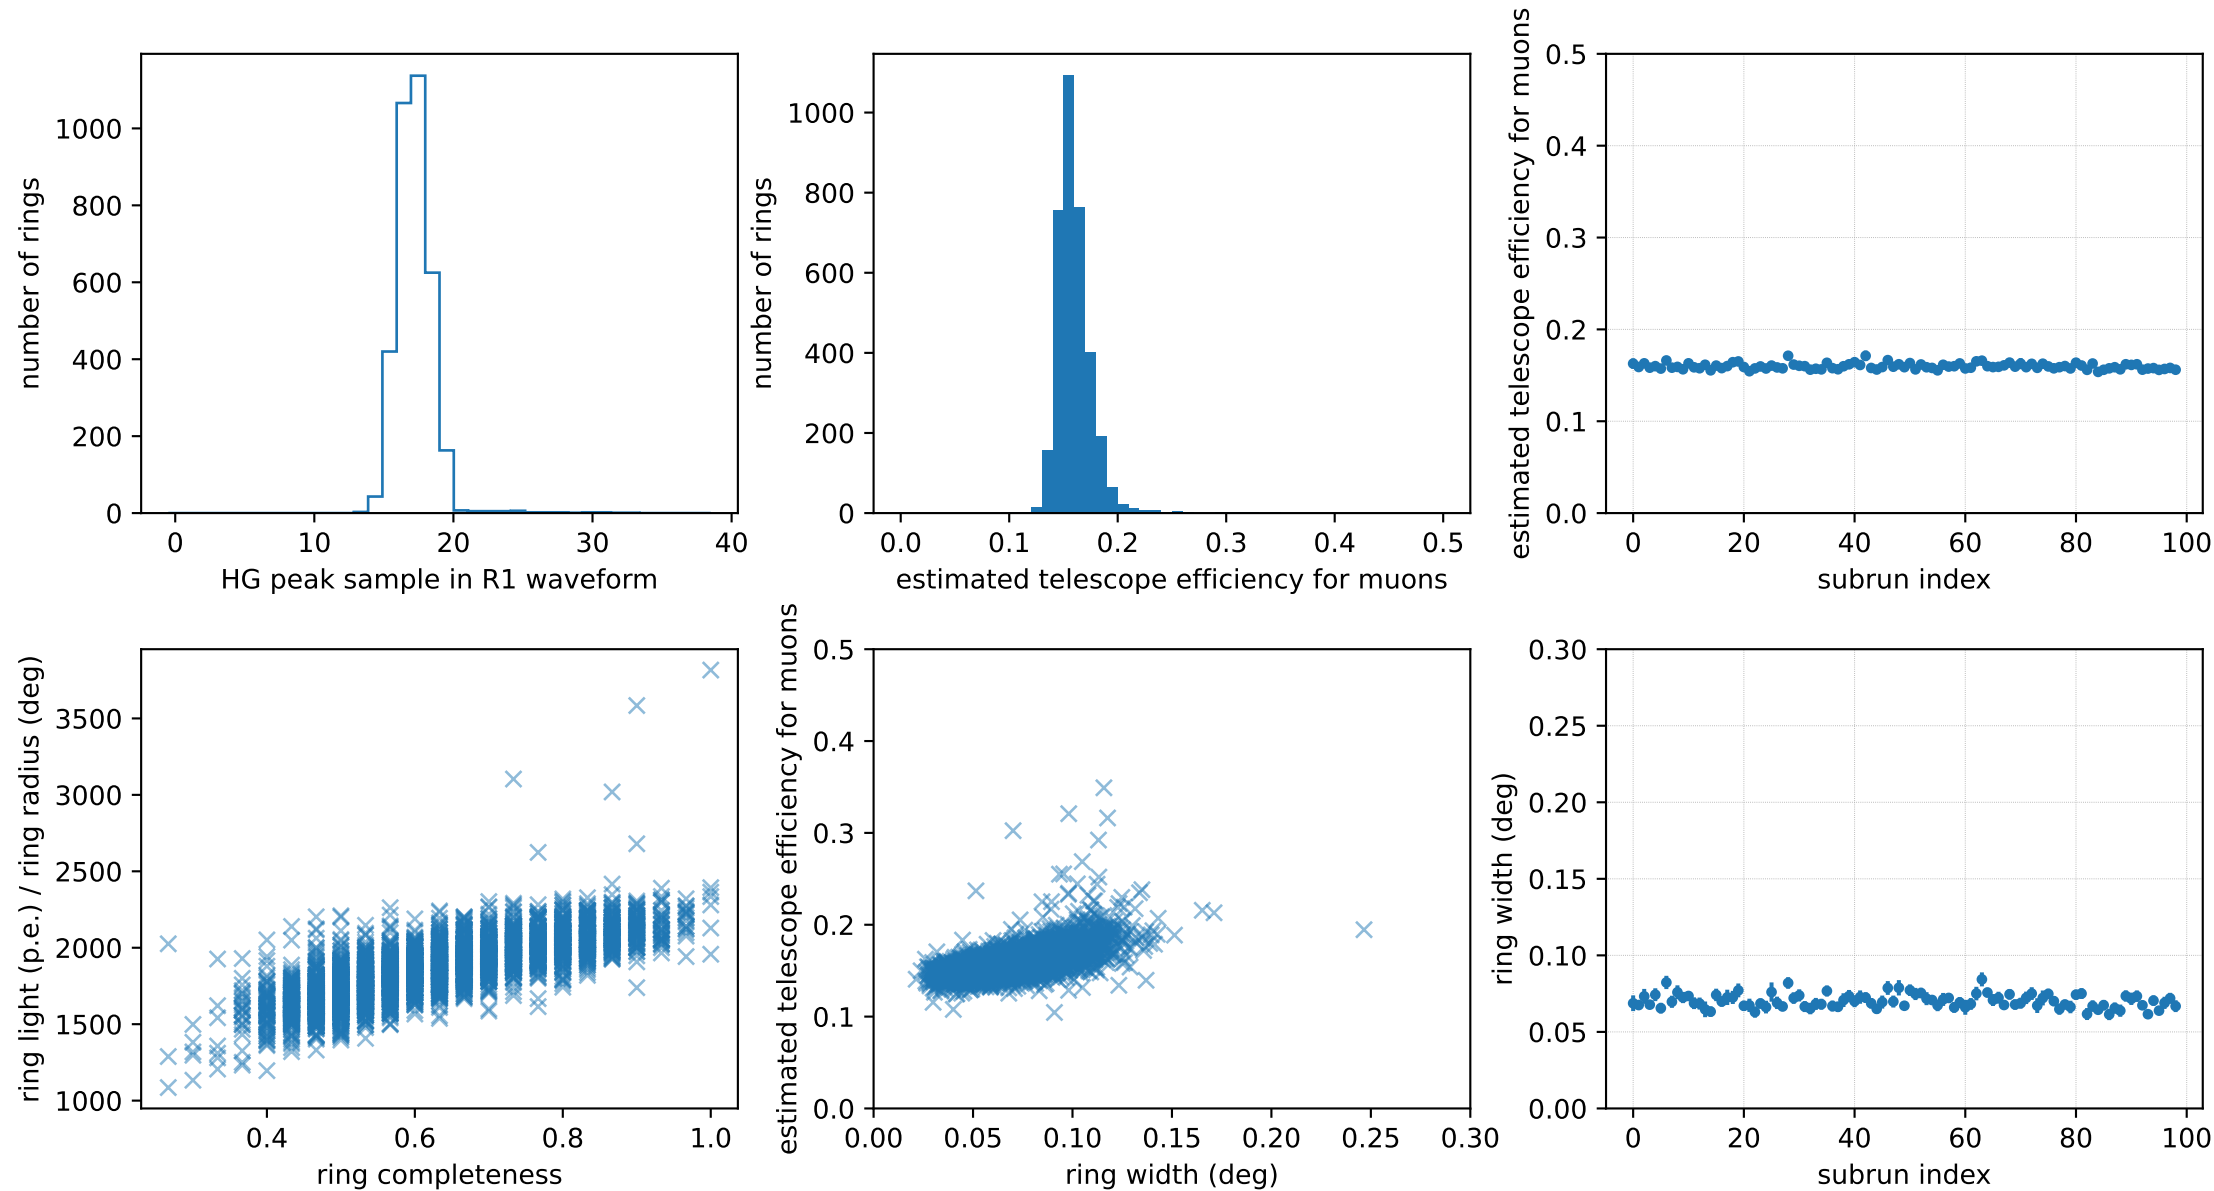 number of rings
1000
800
600
400
200
0
0 10 20 30 40
HG peak sample in R1 waveform
number of rings
1000
800
600
400
200
0
0.0 0.1 0.2 0.3 0.4 0.5
estimated telescope efficiency for muons
estimated telescope efficiency for muons
0.5
0.4
0.3
0.2
0.1
0.0
0 20 40 60 80 100
subrun index
ring light (p.e.) / ring radius (deg)
3500
3000
2500
2000
1500
1000
0.4 0.6 0.8 1.0
ring completeness
estimated telescope efficiency for muons
0.5
0.4
0.3
0.2
0.1
0.0
0.00 0.05 0.10 0.15 0.20 0.25 0.30
ring width (deg)
ring width (deg)
0.30
0.25
0.20
0.15
0.10
0.05
0.00
0 20 40 60 80 100
subrun index